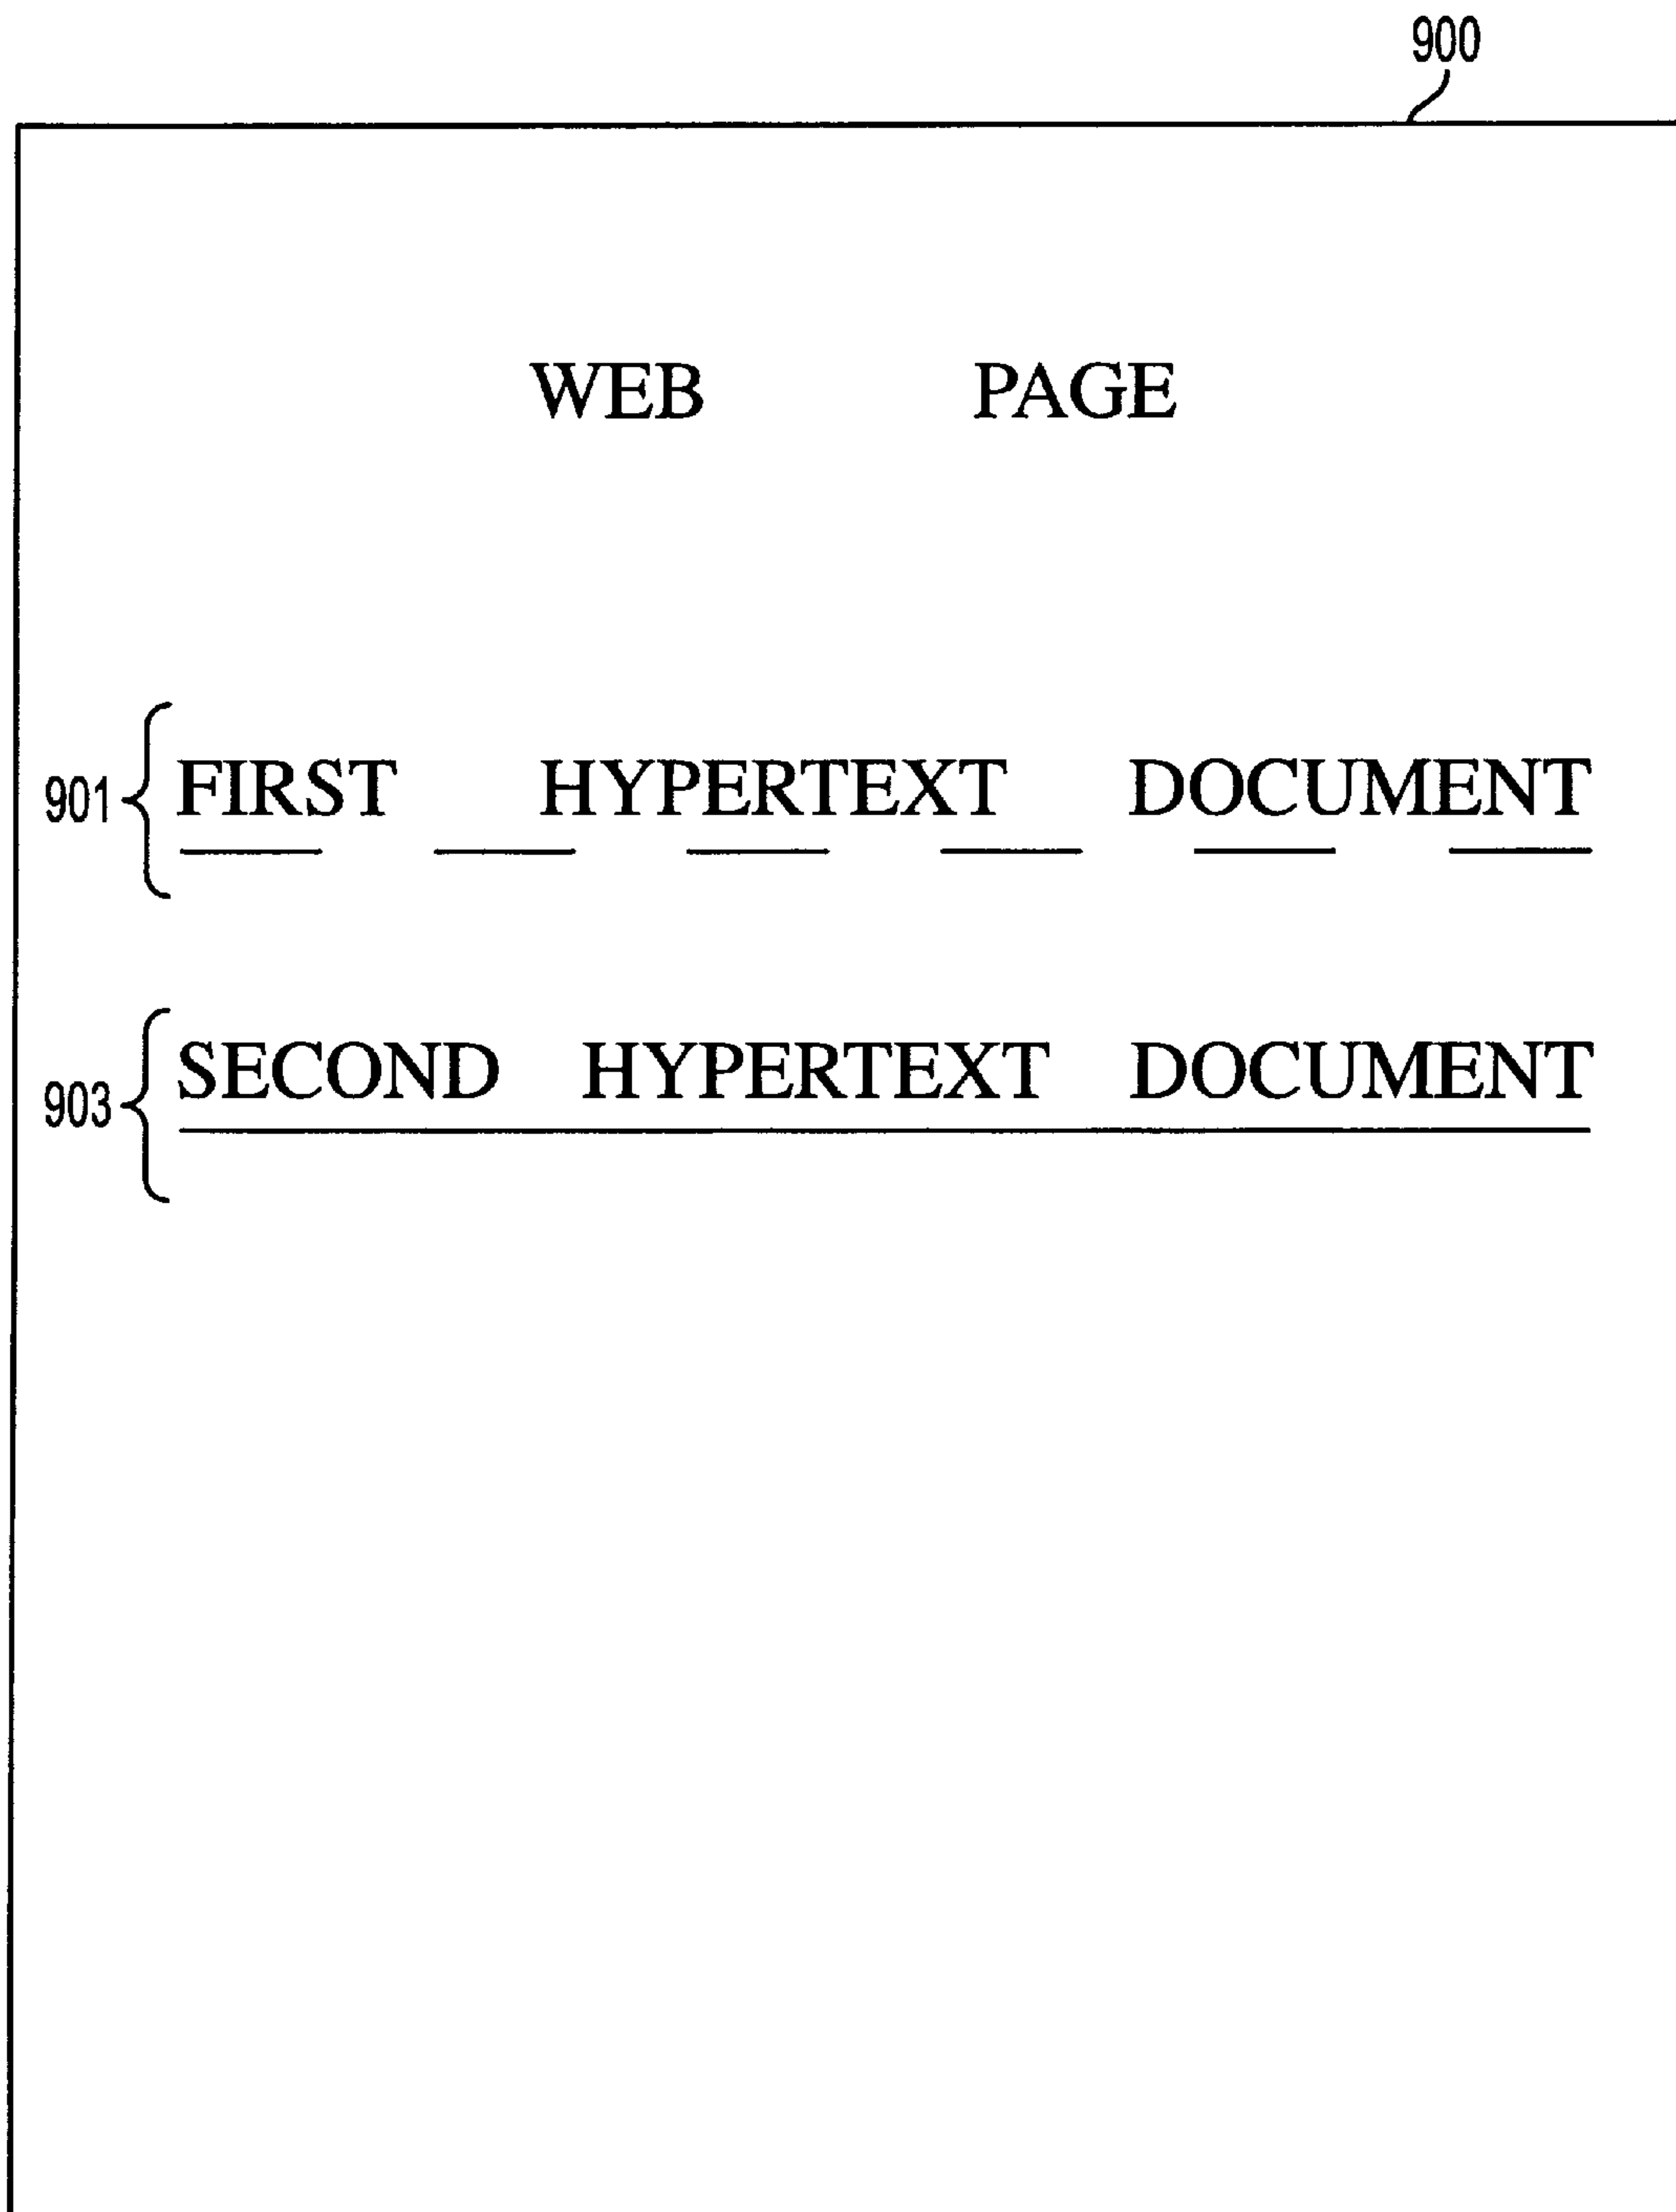 900
WEB PAGE
901 FIRST HYPERTEXT DOCUMENT
903 SECOND HYPERTEXT DOCUMENT